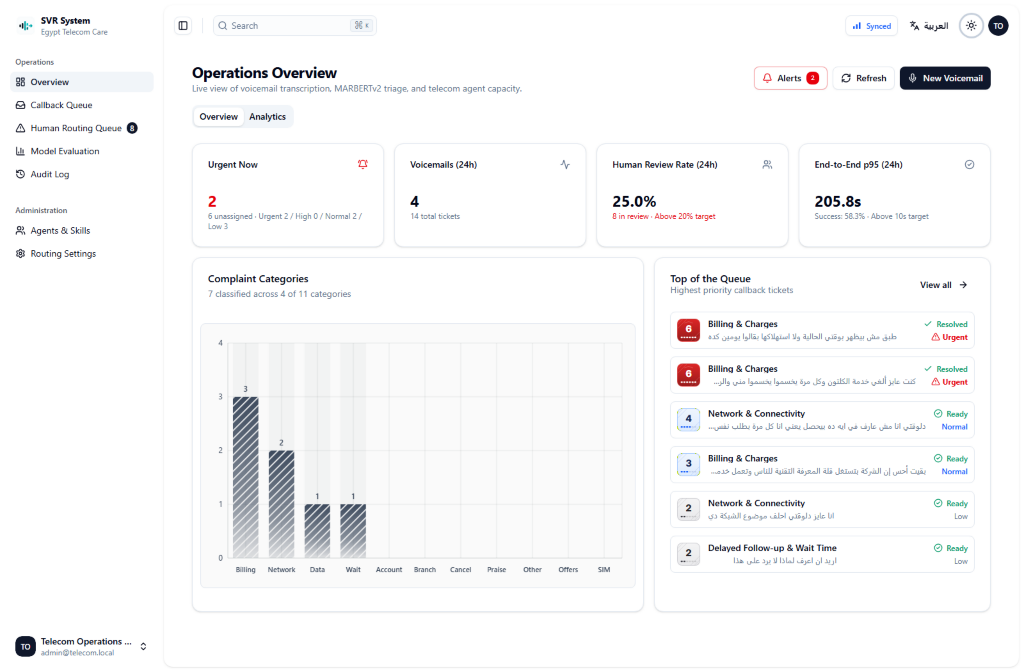 SVR System
Egypt Telecom Care
Operations
Overview
Callback Queue
Human Routing Queue 8
Model Evaluation
Audit Log
Administration
Agents & Skills
Routing Settings
Telecom Operations ...
admin@telecom.local
TO
Search ⌘ K
Synced
العربية
TO
Operations Overview
Live view of voicemail transcription, MARBERTv2 triage, and telecom agent capacity.
Alerts 2
Refresh
New Voicemail
Overview Analytics
Urgent Now
2
6 unassigned · Urgent 2 / High 0 / Normal 2 /
Low 3
Voicemails (24h)
4
14 total tickets
Human Review Rate (24h)
25.0%
8 in review · Above 20% target
End-to-End p95 (24h)
205.8s
Success: 58.3% · Above 10s target
Complaint Categories
7 classified across 4 of 11 categories
4
3
2
1
0
3
2
1
1
Billing Network Data Wait Account Branch Cancel Praise Other Offers SIM
Top of the Queue
Highest priority callback tickets
View all
6
Billing & Charges
طبق مش بيظهر بوقتي الحالية ولا استهلاكها بقالوا يومين كده
Resolved
Urgent
6
Billing & Charges
كنت عايز ألغي خدمة الكلتون وكل مرة يخسموا يخسموا مني والر...
Resolved
Urgent
4
Network & Connectivity
دلوقتي انا مش عارف في ايه ده بيحصل يعني انا كل مرة بطلب نفس...
Ready
Normal
3
Billing & Charges
بقيت أحس إن الشركة بتستغل قلة المعرفة التقنية للناس وتعمل خدمـ...
Ready
Normal
2
Network & Connectivity
انا عايز دلوقتي احلف موضوع الشبكة دي
Ready
Low
2
Delayed Follow-up & Wait Time
اريد ان اعرف لماذا لا يرد على هذا
Ready
Low